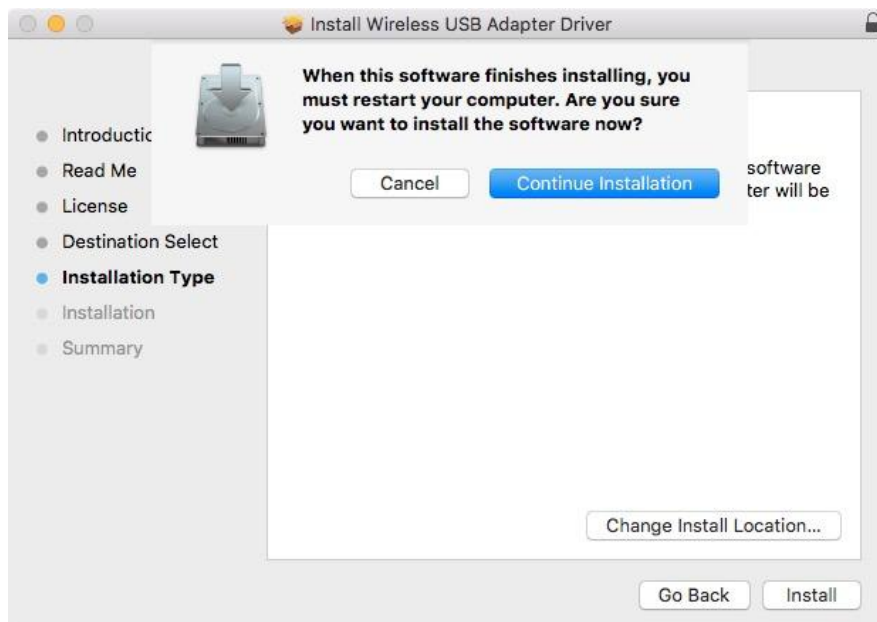 Install Wireless USB Adapter Driver
When this software finishes installing, you
must restart your computer. Are you sure
you want to install the software now?
Cancel
Continue Installation
Read Me
License
Destination Select
Installation Type
Installation
Summary
software
will be
Change Install Location...
Go Back
Install